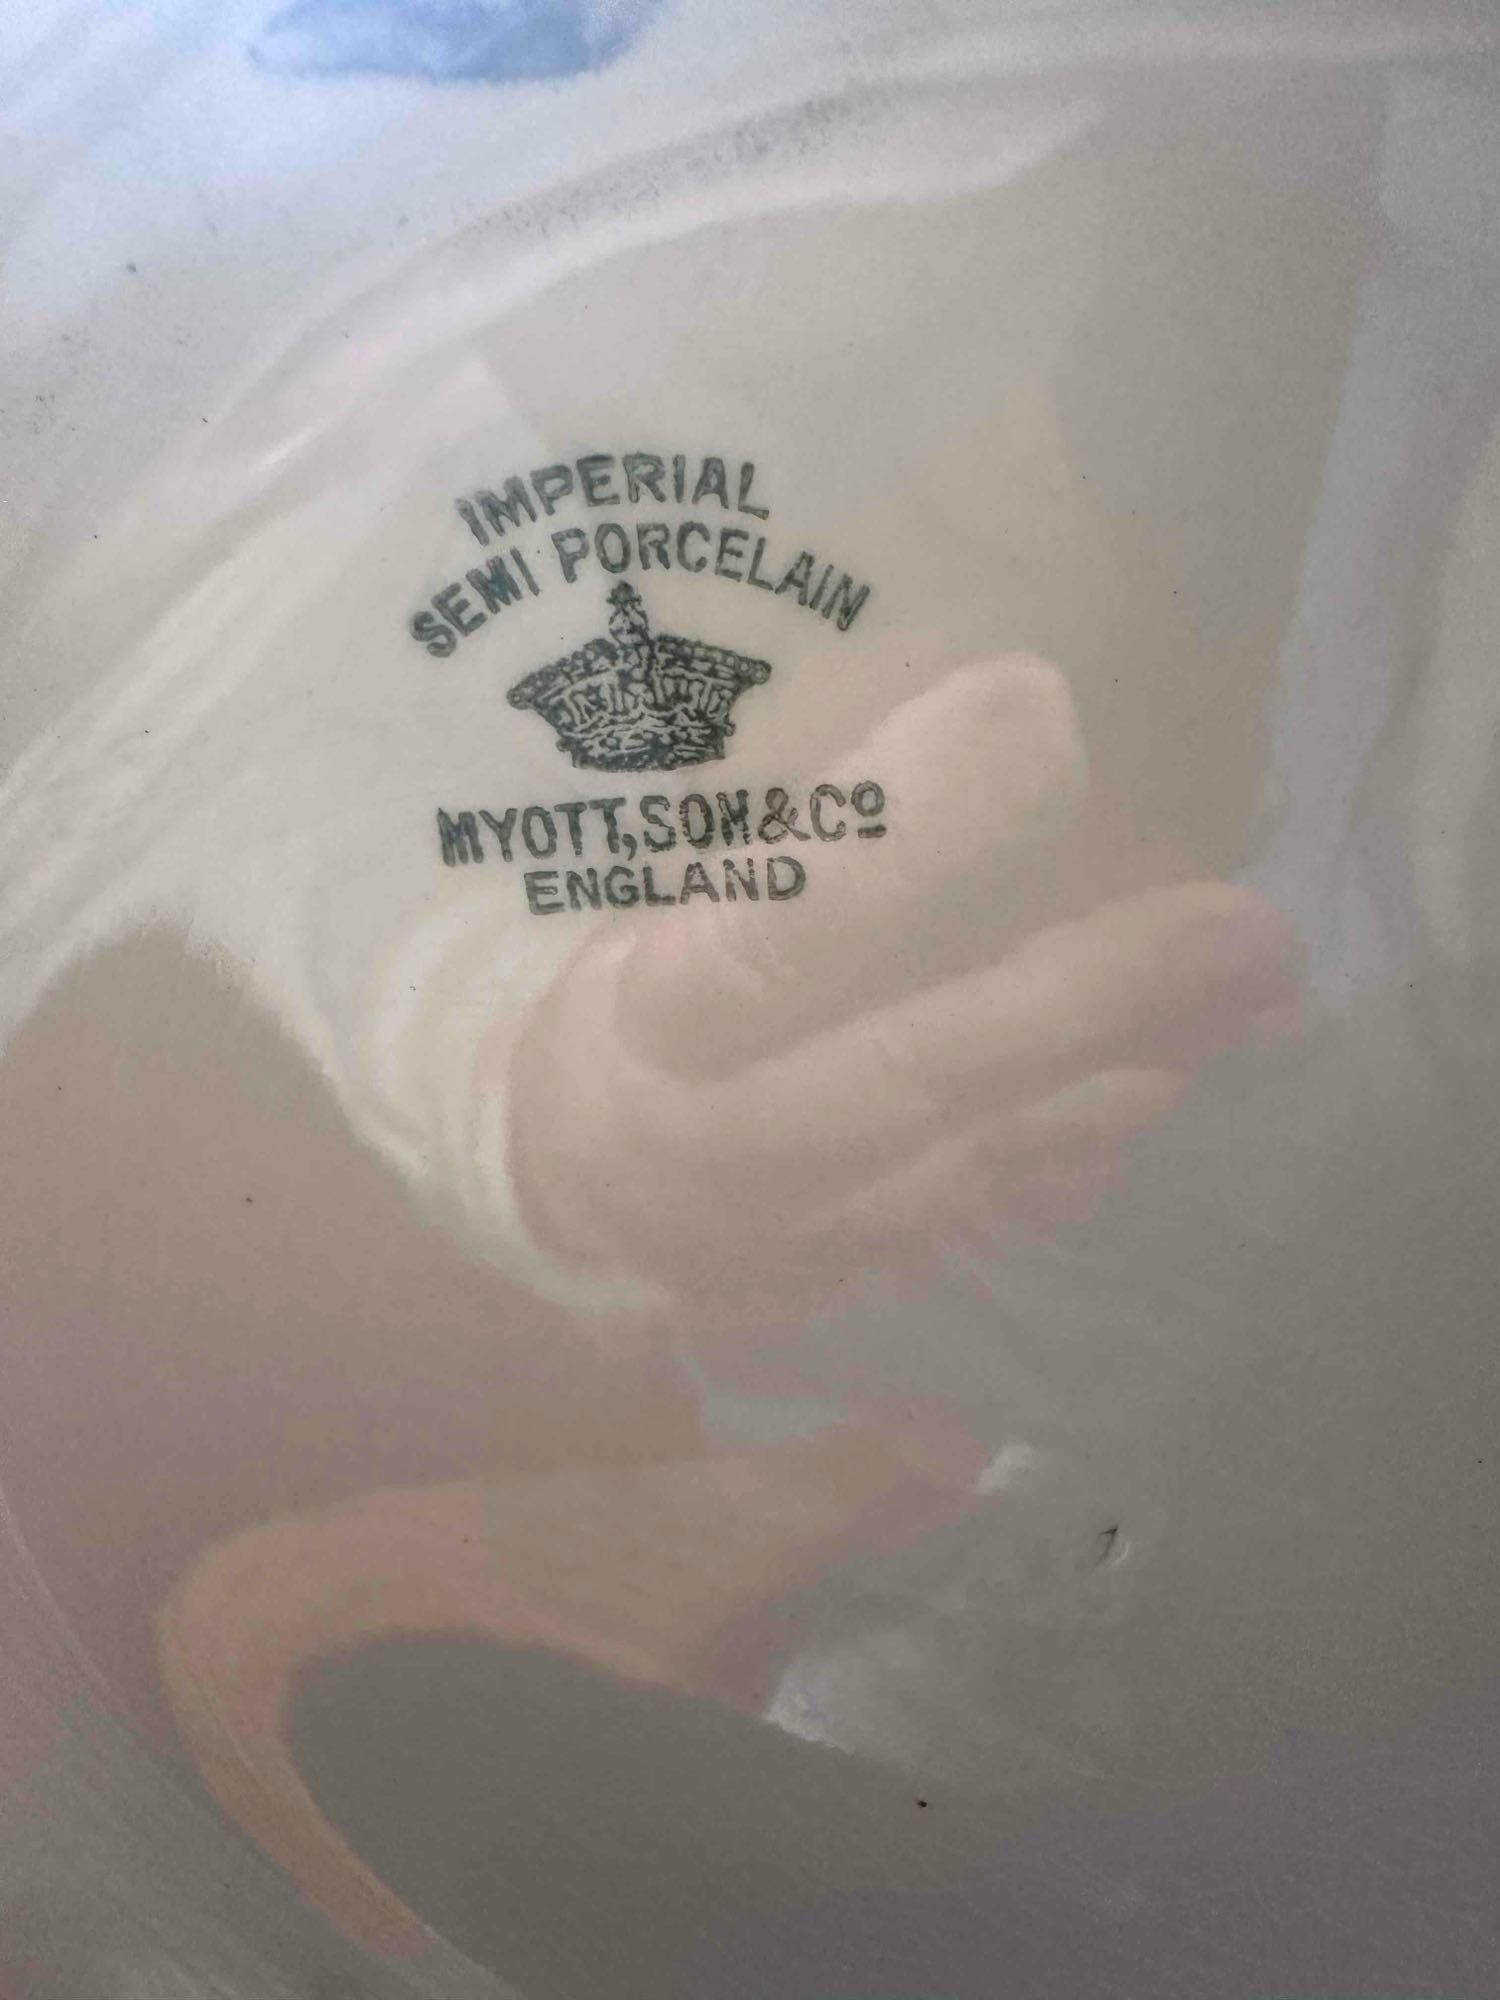 IMPERIAL
SEMI PORCELAIN
MYOTT, SON & Cº
ENGLAND